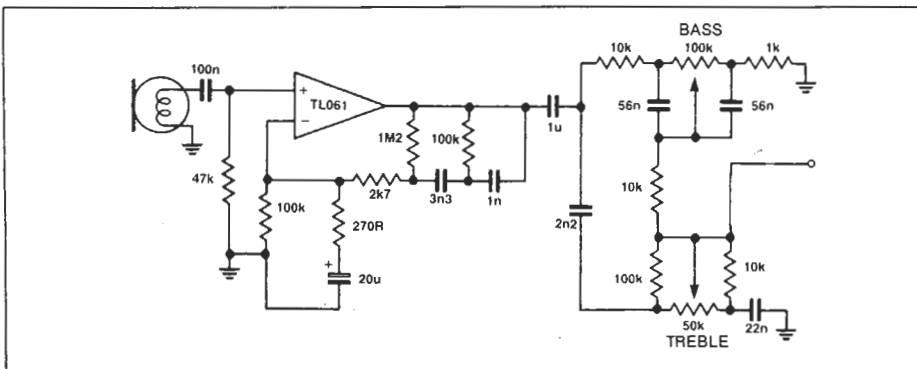 BASS
10k
100k
1k
100n
+
TL061
−
56n
56n
1u
1M2
100k
47k
10k
2k7
3n3
1n
100k
270R
2n2
+
20u
100k
10k
50k
22n
TREBLE